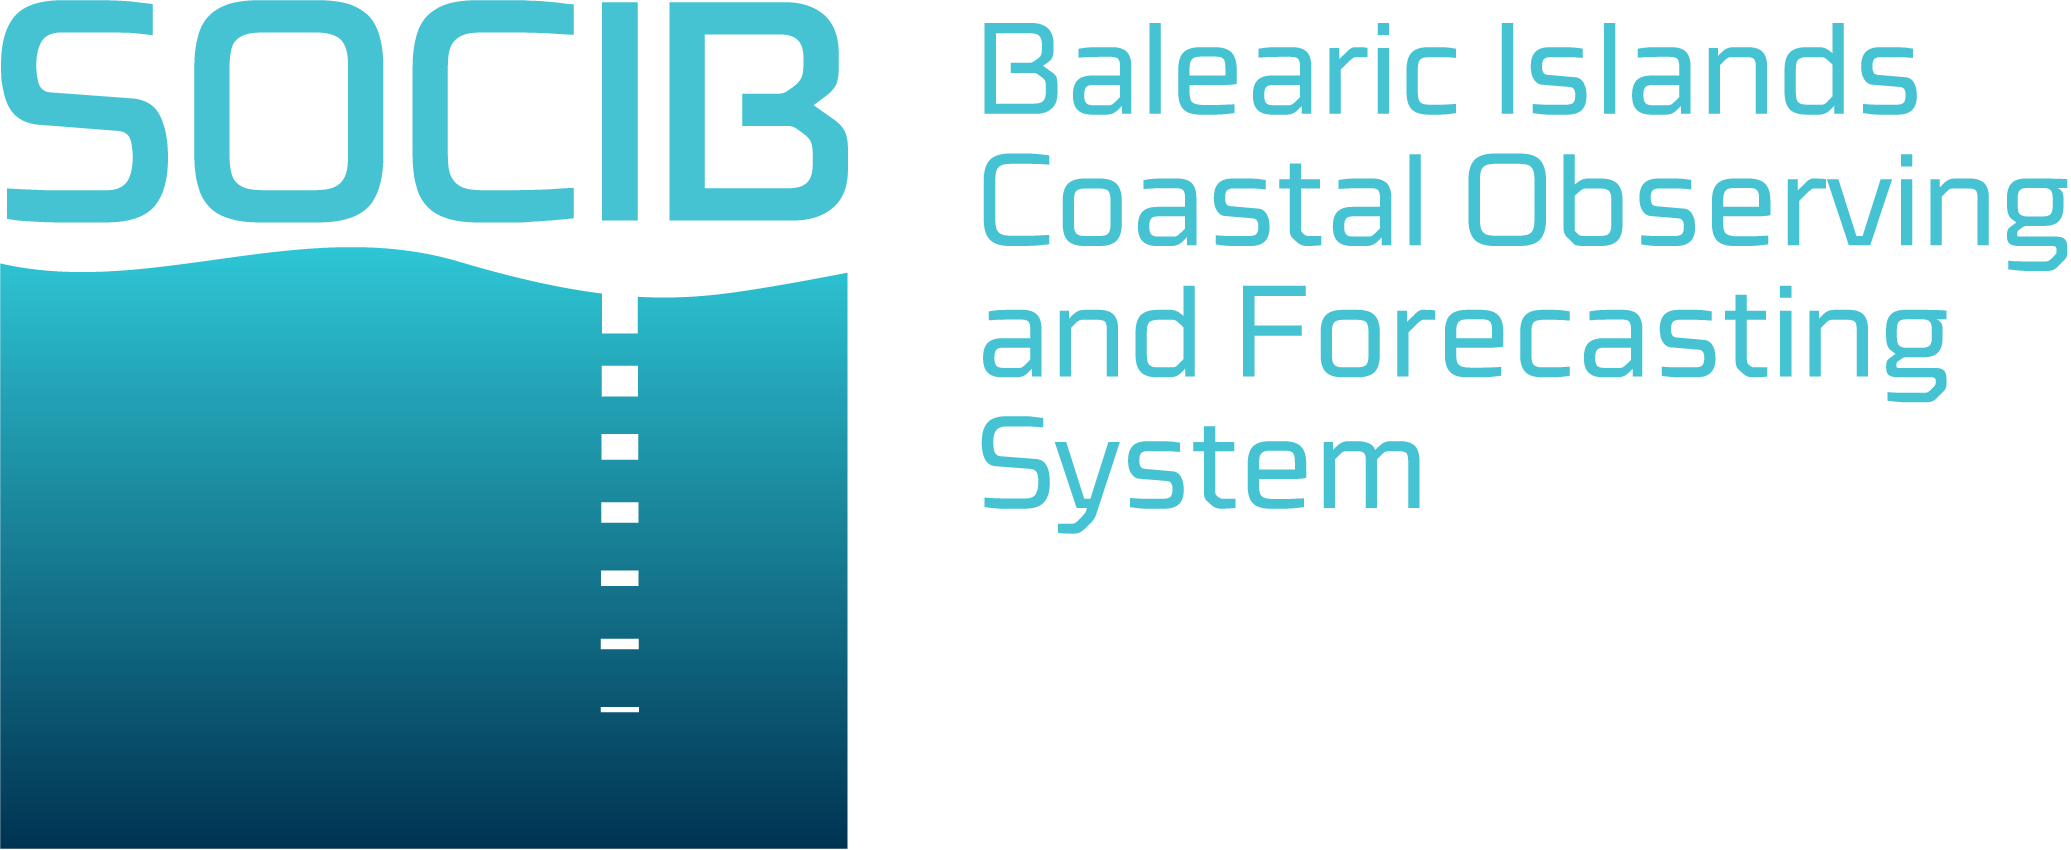 SOCIB
Balearic Islands
Coastal Observing
and Forecasting
System